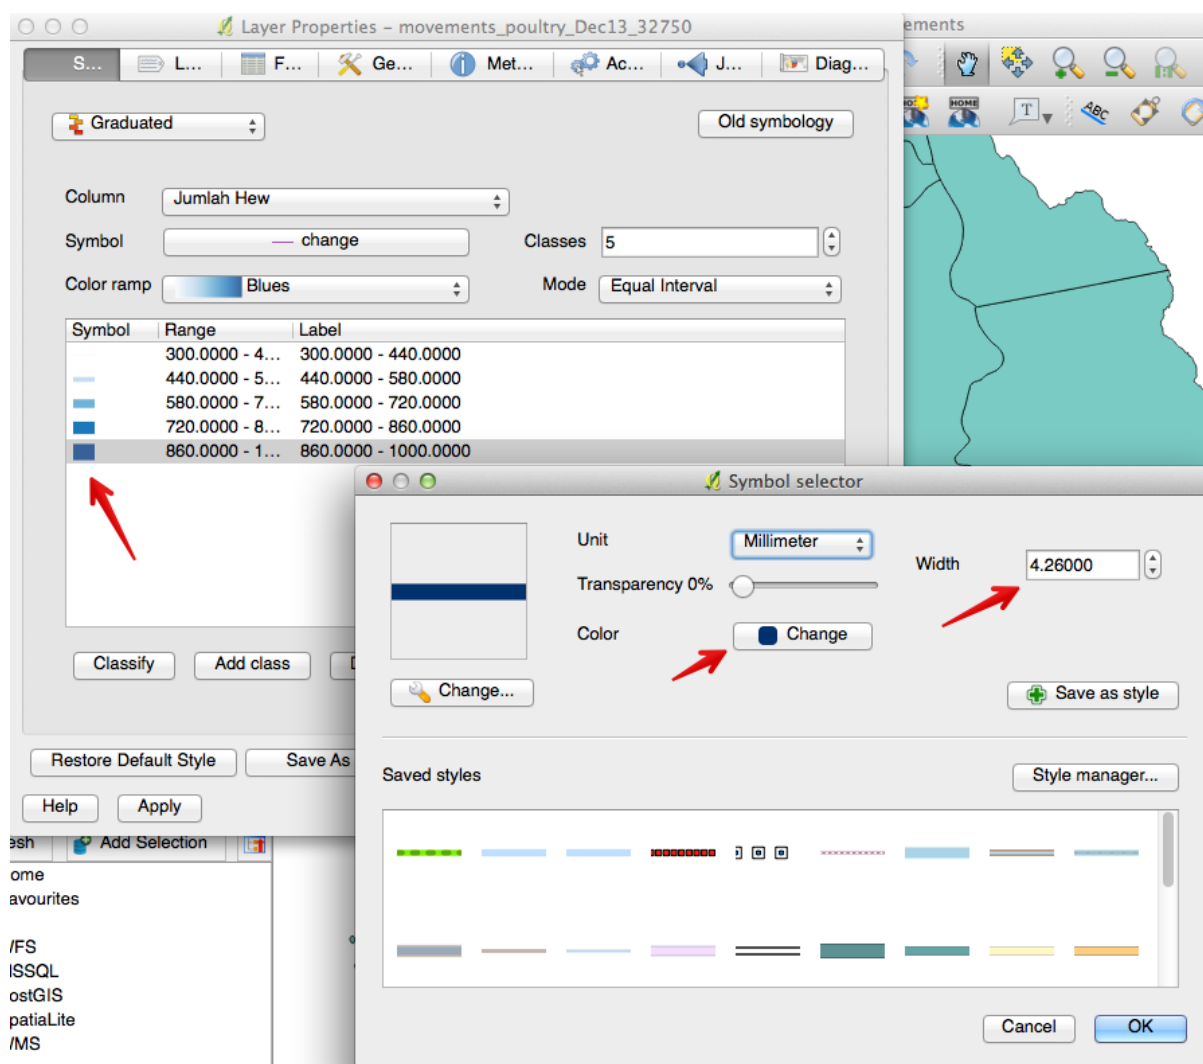 Layer Properties – movements_poultry_Dec13_32750
ements
S... L... F... Ge... Met... Ac... J... Diag...
HOME
T
ABC
Graduated
Old symbology
Column Jumlah Hew
Symbol change Classes 5
Color ramp Blues Mode Equal Interval
Symbol Range Label
300.0000 - 4... 300.0000 - 440.0000
440.0000 - 5... 440.0000 - 580.0000
580.0000 - 7... 580.0000 - 720.0000
720.0000 - 8... 720.0000 - 860.0000
860.0000 - 1... 860.0000 - 1000.0000
Classify Add class
Restore Default Style Save As
Help Apply
Symbol selector
Unit Millimeter
Width 4.26000
Transparency 0%
Color Change
Change...
Save as style
Saved styles
Style manager...
Cancel OK
esh Add Selection
ome
avourites
/FS
ISSQL
ostGIS
patiaLite
/MS